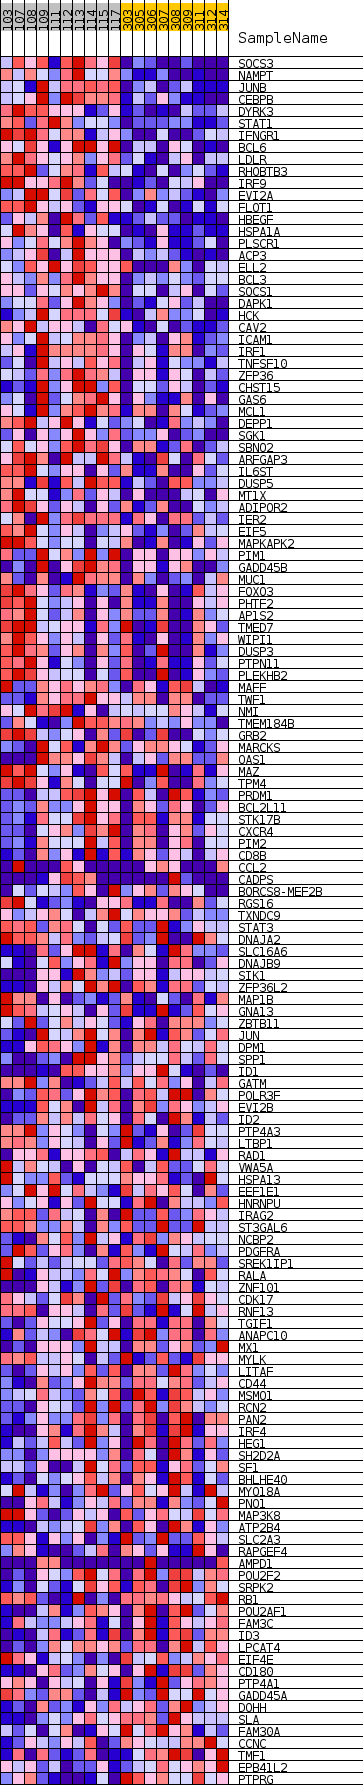 103 107 108 109 111 112 113 114 115 117 303 305 306 307 308 309 311 312 314
SampleName
SOCS3
NAMPT
JUNB
CEBPB
DYRK3
STAT1
IFNGR1
BCL6
LDLR
RHOBTB3
IRF9
EVI2A
FLOT1
HBEGF
HSPA1A
PLSCR1
ACP3
ELL2
BCL3
SOCS1
DAPK1
HCK
CAV2
ICAM1
IRF1
TNFSF10
ZFP36
CHST15
GAS6
MCL1
DEPP1
SGK1
SBNO2
ARFGAP3
IL6ST
DUSP5
MT1X
ADIPOR2
IER2
EIF5
MAPKAPK2
PIM1
GADD45B
MUC1
FOXO3
PHTF2
AP1S2
TMED7
WIPI1
DUSP3
PTPN11
PLEKHB2
MAFF
TWF1
NMI
TMEM184B
GRB2
MARCKS
OAS1
MAZ
TPM4
PRDM1
BCL2L11
STK17B
CXCR4
PIM2
CD8B
CCL2
CADPS
BORCS8-MEF2B
RGS16
TXNDC9
STAT3
DNAJA2
SLC16A6
DNAJB9
SIK1
ZFP36L2
MAP1B
GNA13
ZBTB11
JUN
DPM1
SPP1
ID1
GATM
POLR3F
EVI2B
ID2
PTP4A3
LTBP1
RAD1
VWA5A
HSPA13
EEF1E1
HNRNPU
IRAG2
ST3GAL6
NCBP2
PDGFRA
SREK1IP1
RALA
ZNF101
CDK17
RNF13
TGIF1
ANAPC10
MX1
MYLK
LITAF
CD44
MSMO1
RCN2
PAN2
IRF4
HEG1
SH2D2A
SF1
BHLHE40
MYO18A
PNO1
MAP3K8
ATP2B4
SLC2A3
RAPGEF4
AMPD1
POU2F2
SRPK2
RB1
POU2AF1
FAM3C
ID3
LPCAT4
EIF4E
CD180
PTP4A1
GADD45A
DOHH
SLA
FAM30A
CCNC
TMF1
EPB41L2
PTPRG